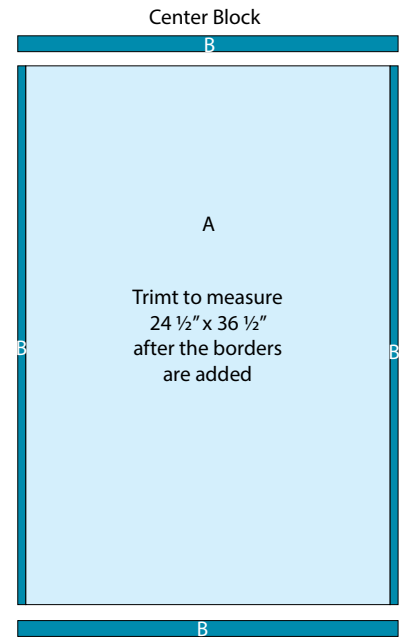 Center Block
B
A
Trimt to measure
24 ½” x 36 ½”
after the borders
are added
B
B
B